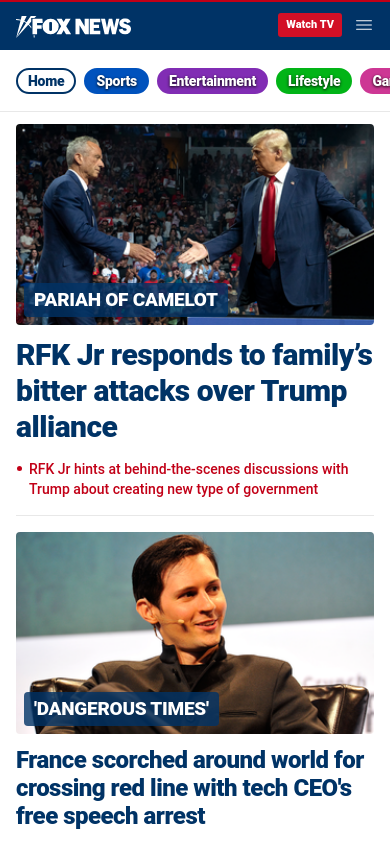 FOX NEWS
Watch TV
Home
Sports
Entertainment
Lifestyle
PARIAH OF CAMELOT
RFK Jr responds to family’s
bitter attacks over Trump
alliance
• RFK Jr hints at behind-the-scenes discussions with
Trump about creating new type of government
'DANGEROUS TIMES'
France scorched around world for
crossing red line with tech CEO's
free speech arrest